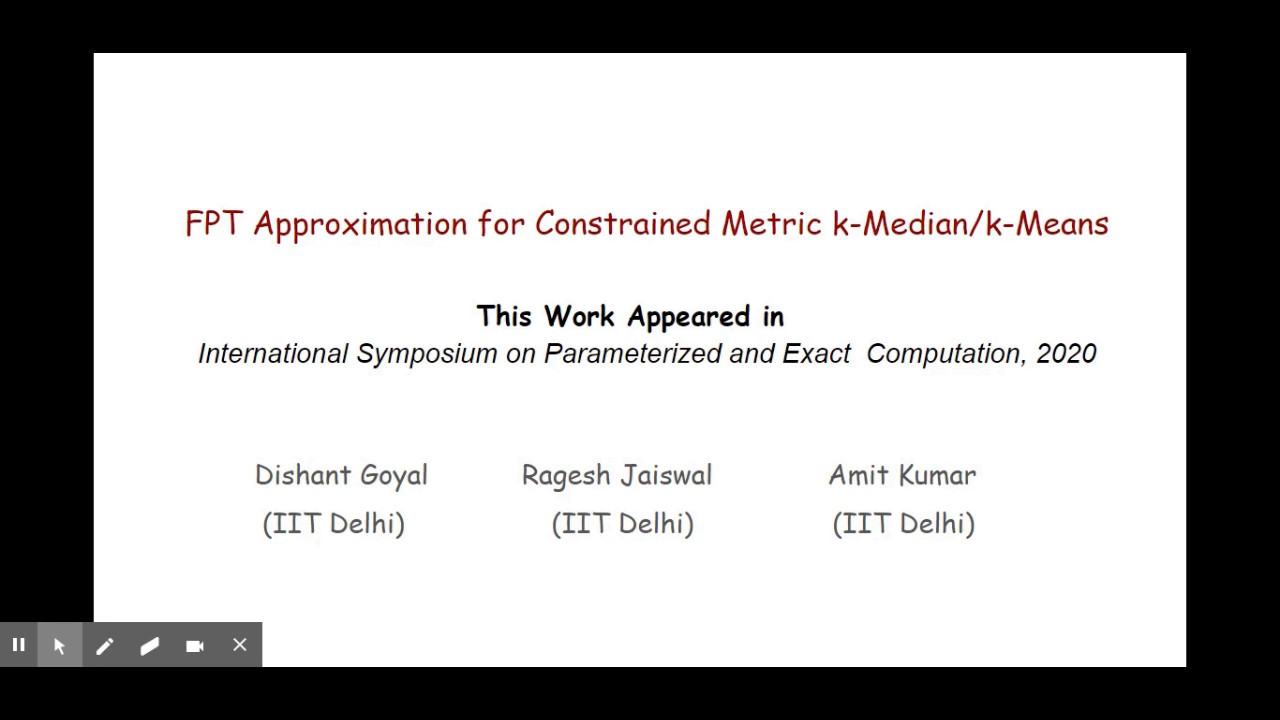 FPT Approximation for Constrained Metric k-Median/k-Means
This Work Appeared in
International Symposium on Parameterized and Exact Computation, 2020
Dishant Goyal Ragesh Jaiswal Amit Kumar
(IIT Delhi) (IIT Delhi) (IIT Delhi)